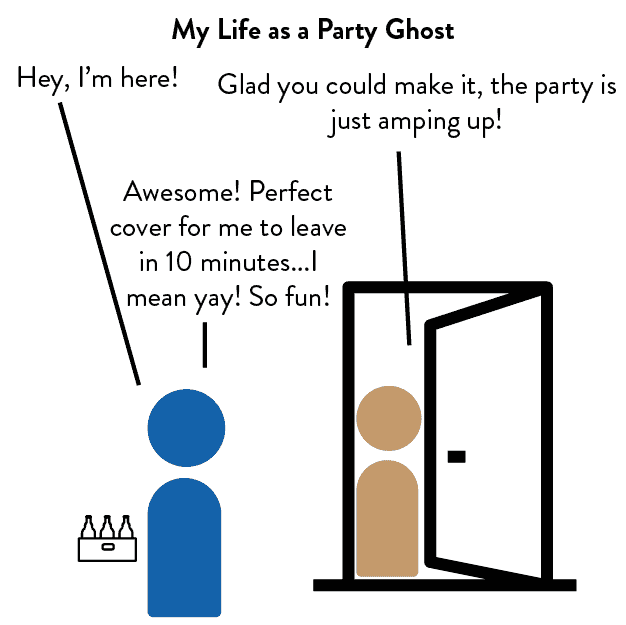 My Life as a Party Ghost
Hey, I'm here!
Glad you could make it, the party is
just amping up!
Awesome! Perfect
cover for me to leave
in 10 minutes...I
mean yay! So fun!